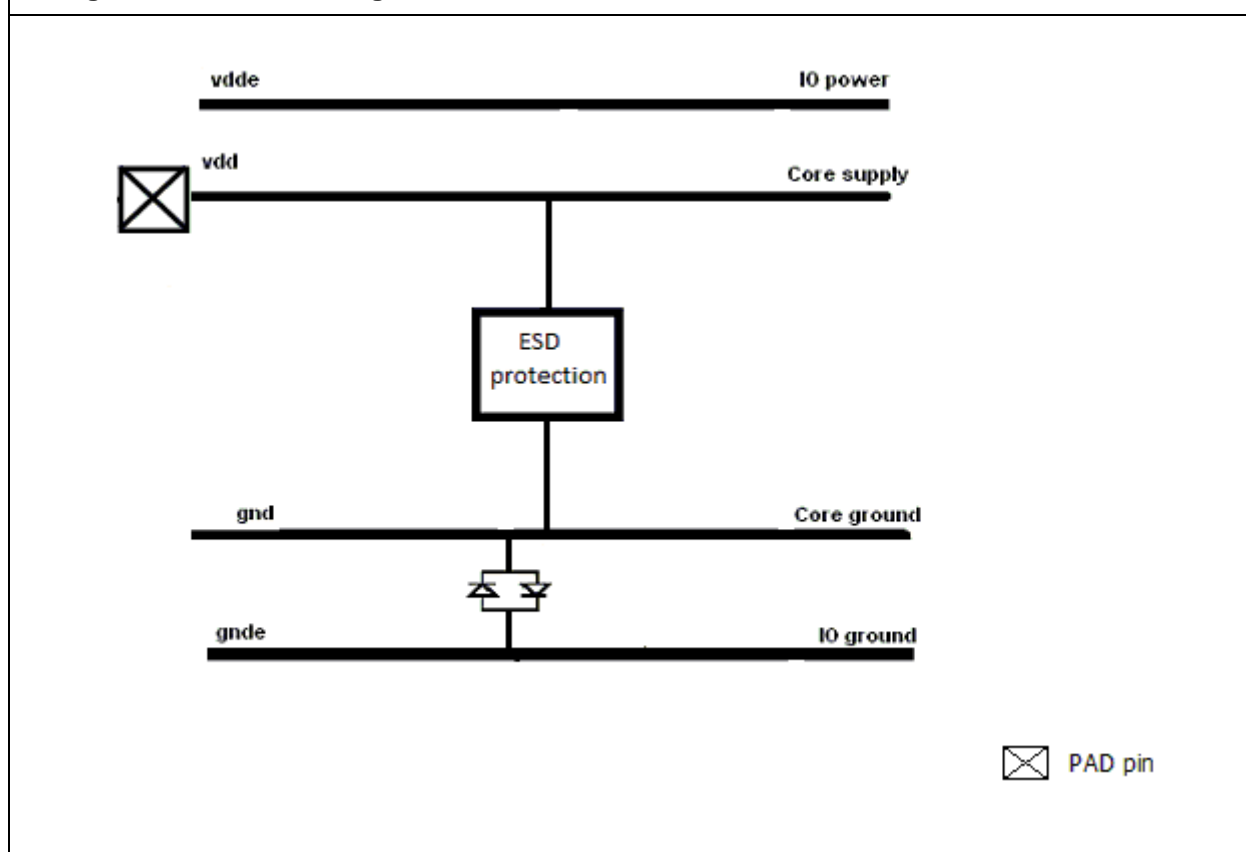 vdde IO power
vdd Core supply
ESD
protection
gnd Core ground
gnde IO ground
PAD pin